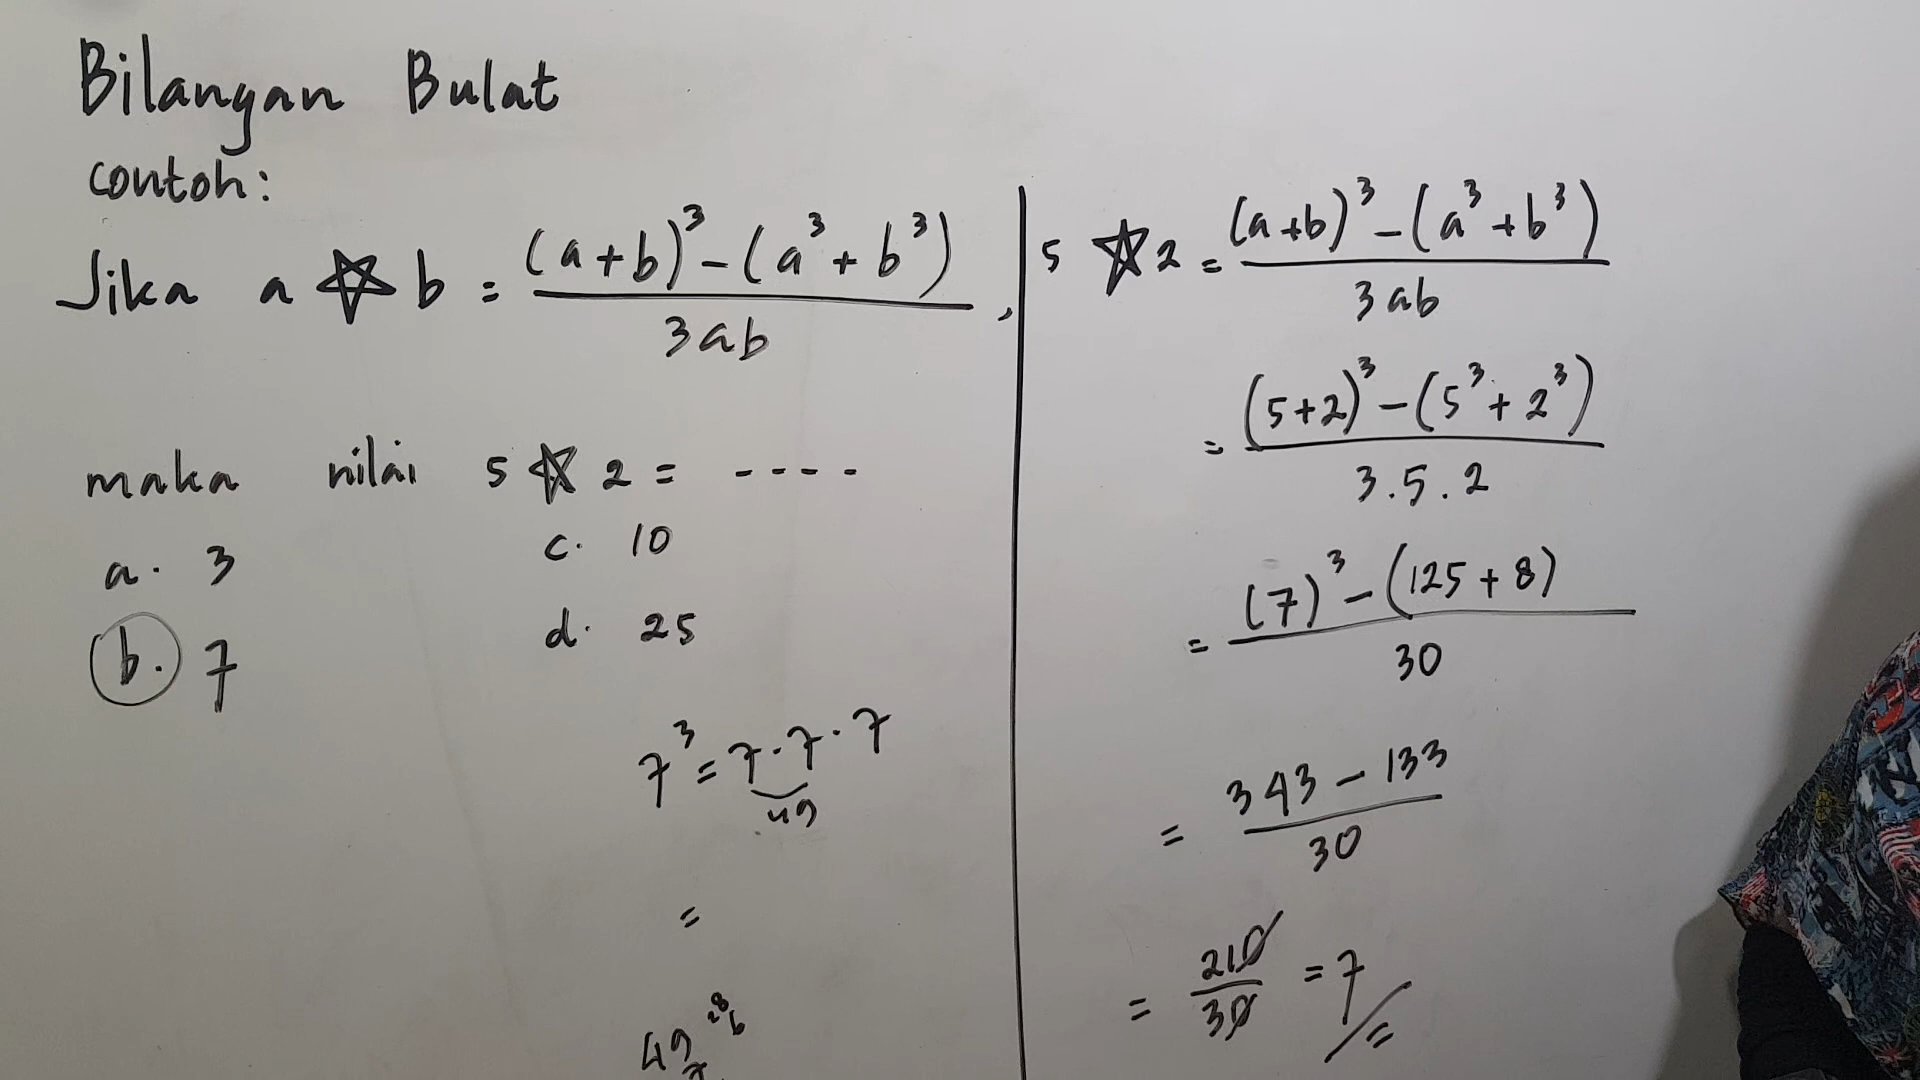 Bilangan Bulat
contoh:
Jika a ☆ b = (a+b)³ - (a³ + b³) / 3ab ,
maka nilai 5 ☆ 2 = ----
a. 3
b. 7
c. 10
d. 25
7³ = 7 . 7 . 7
49
=
49
5 ☆ 2 = (a+b)³ - (a³ + b³) / 3ab
= (5+2)³ - (5³ + 2³) / 3 . 5 . 2
= (7)³ - (125 + 8) / 30
= 343 - 133 / 30
= 210 / 30 = 7